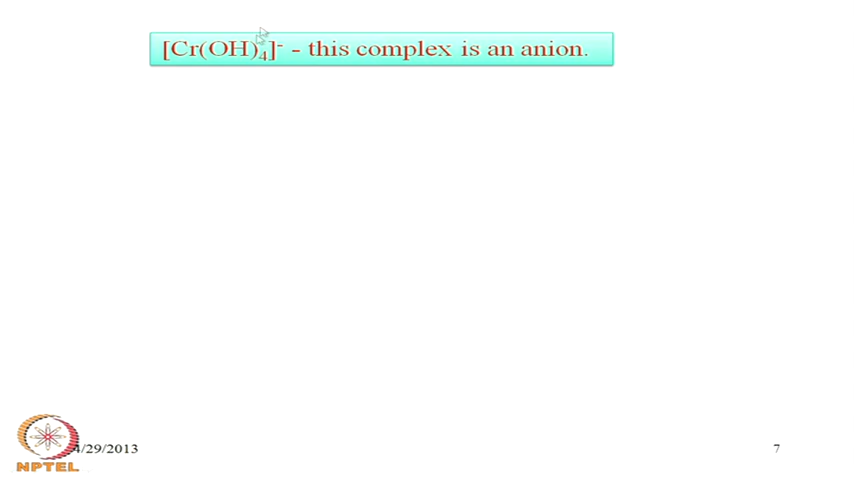 [Cr(OH)4]- - this complex is an anion.
4/29/2013
7
NPTEL